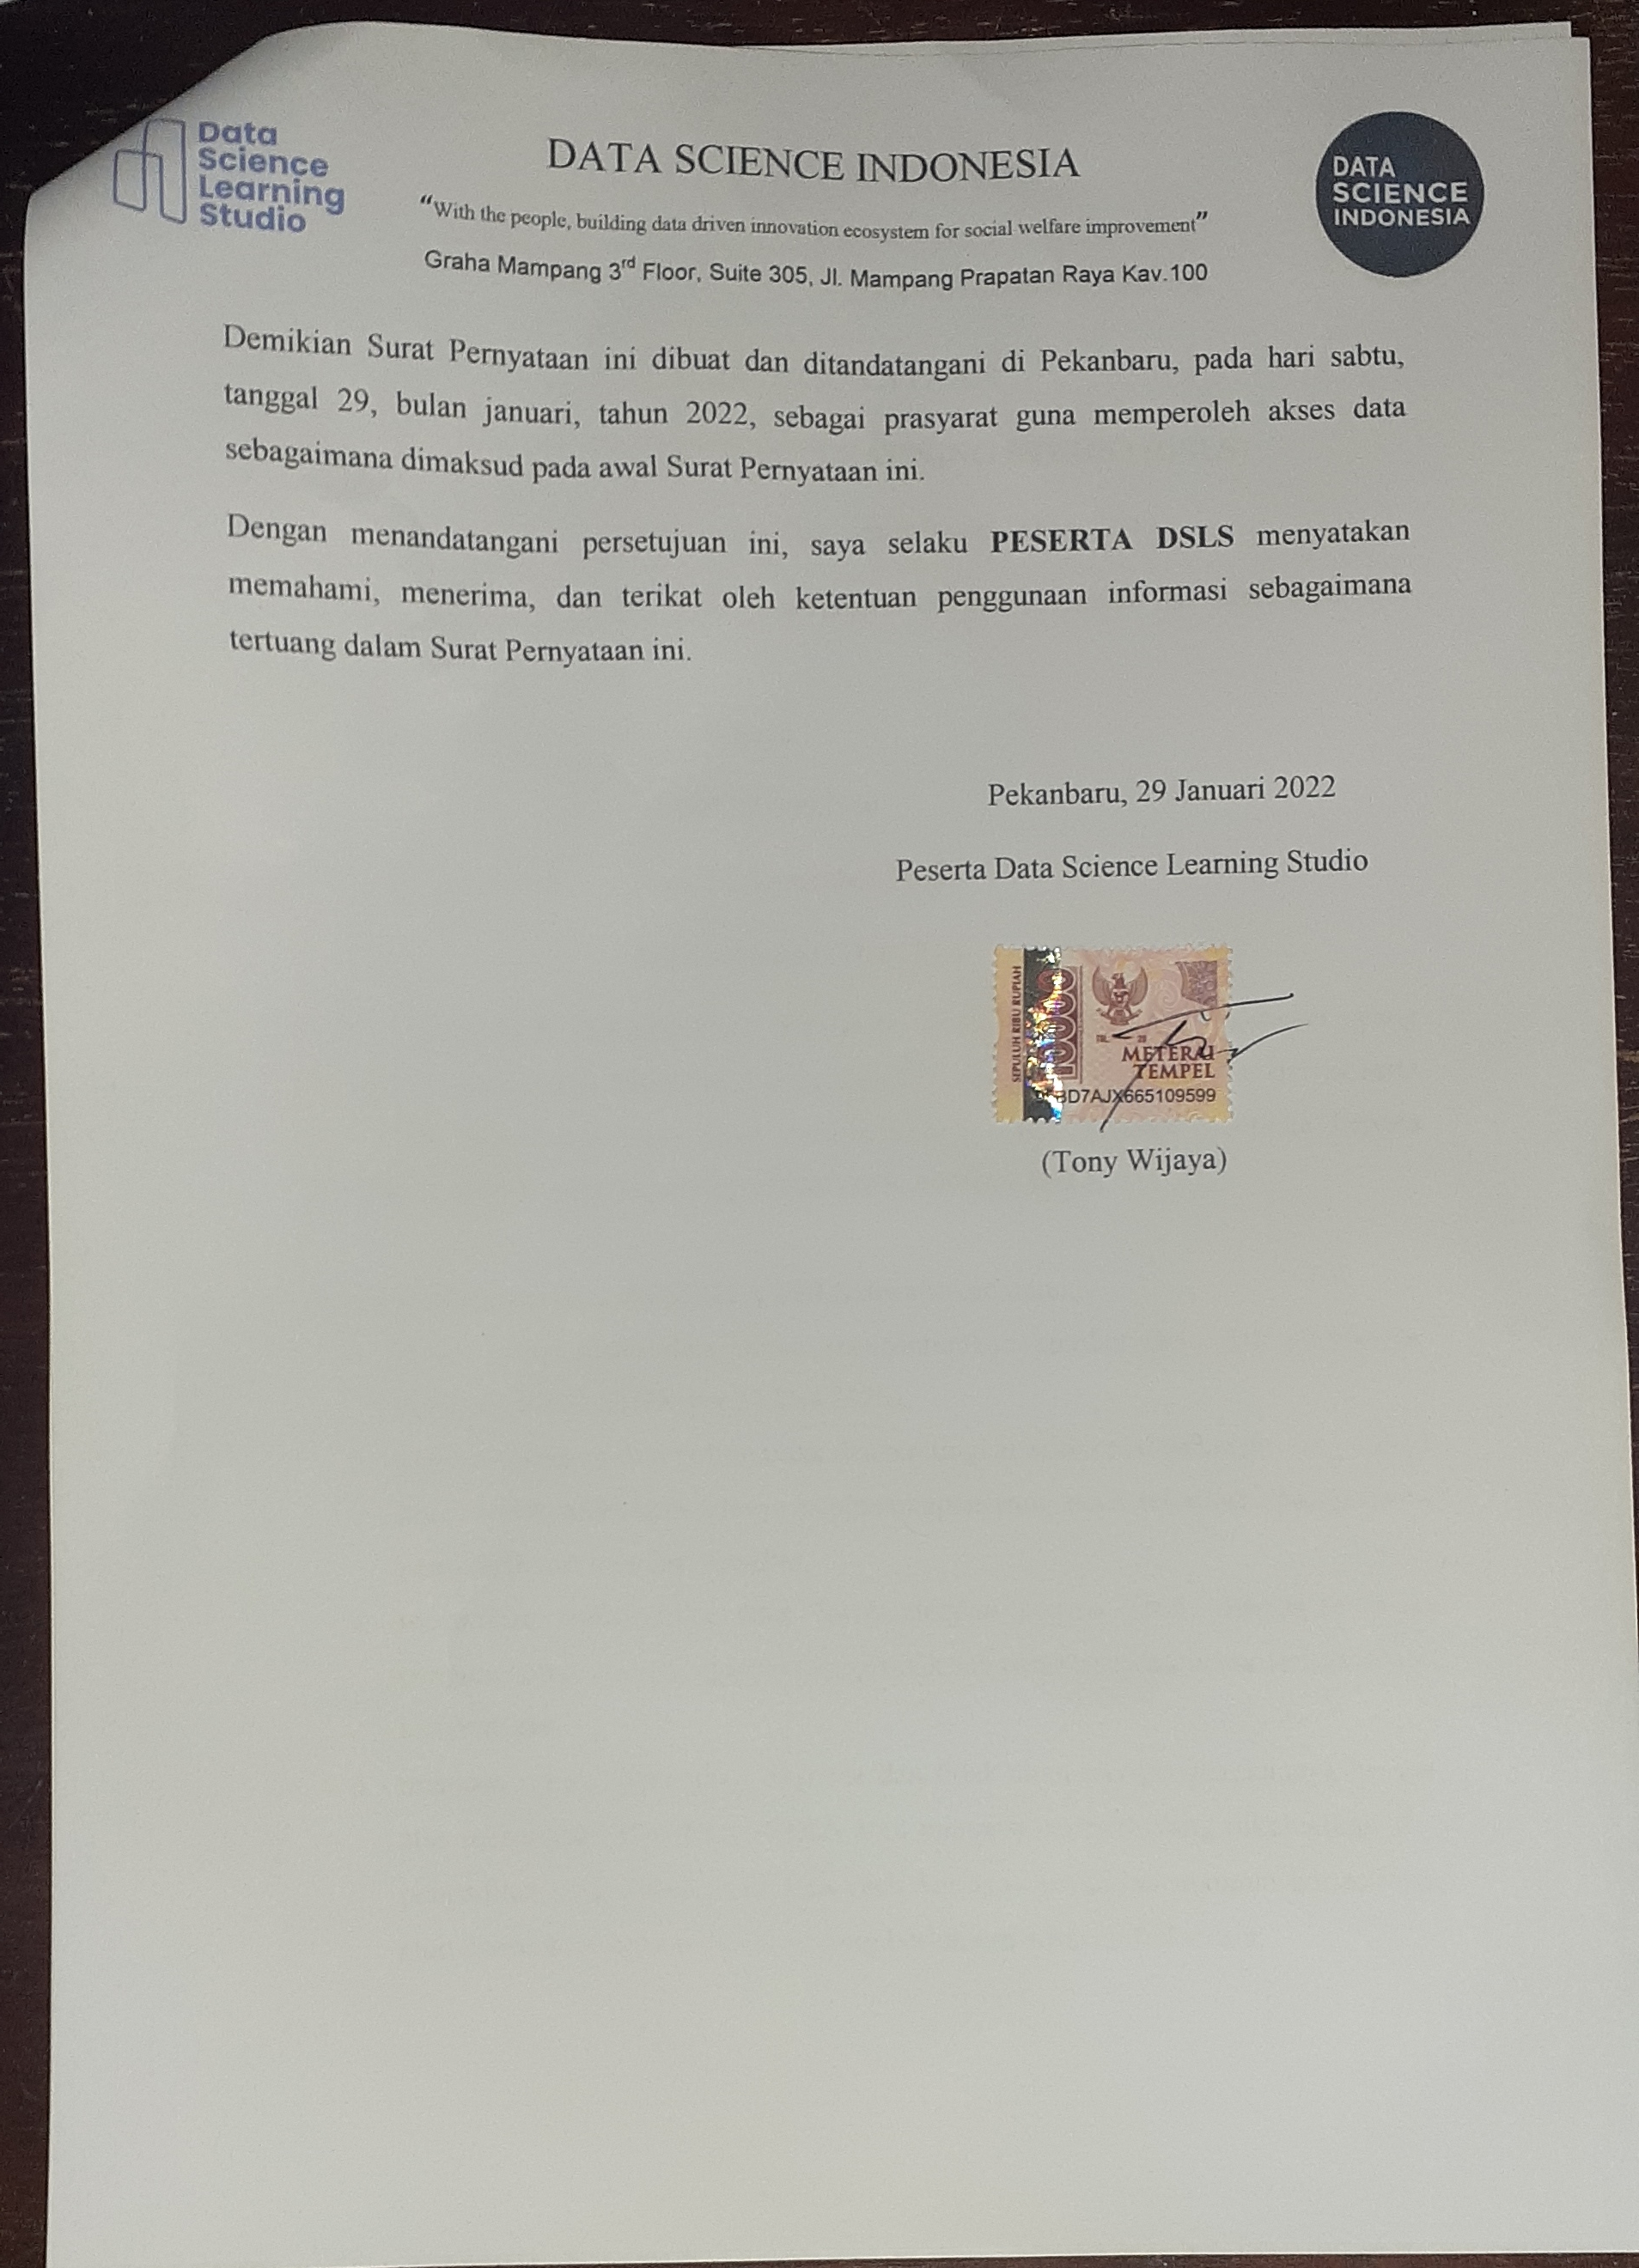 Data
Science
Learning
Studio
DATA SCIENCE INDONESIA
“With the people, building data driven innovation ecosystem for social welfare improvement”
Graha Mampang 3rd Floor, Suite 305, Jl. Mampang Prapatan Raya Kav.100
DATA
SCIENCE
INDONESIA
Demikian Surat Pernyataan ini dibuat dan ditandatangani di Pekanbaru, pada hari sabtu,
tanggal 29, bulan januari, tahun 2022, sebagai prasyarat guna memperoleh akses data
sebagaimana dimaksud pada awal Surat Pernyataan ini.
Dengan menandatangani persetujuan ini, saya selaku PESERTA DSLS menyatakan
memahami, menerima, dan terikat oleh ketentuan penggunaan informasi sebagaimana
tertuang dalam Surat Pernyataan ini.
Pekanbaru, 29 Januari 2022
Peserta Data Science Learning Studio
SEPULUH RIBU RUPIAH
10000
METERAI
TEMPEL
BD7AJX665109599
(Tony Wijaya)